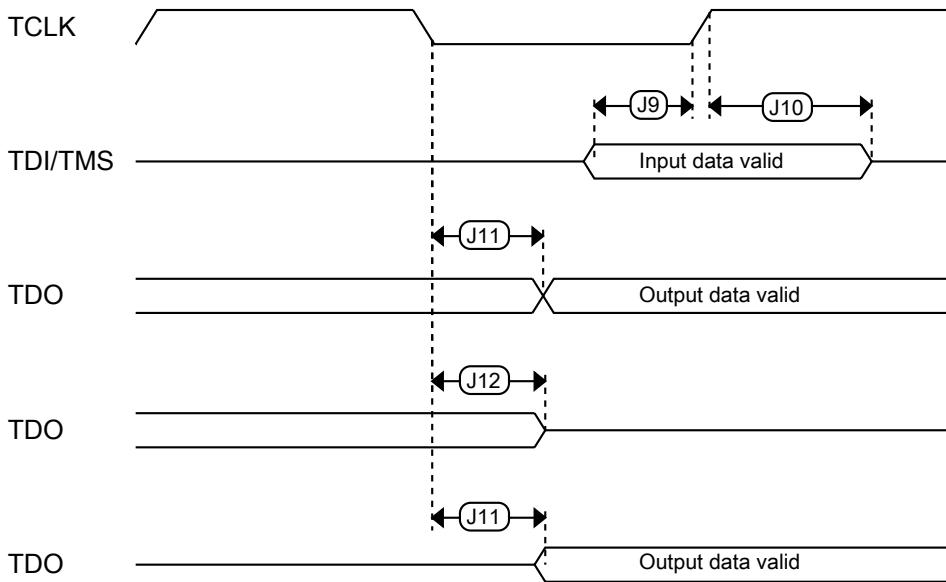 TCLK
J9
J10
TDI/TMS
Input data valid
J11
TDO
Output data valid
J12
TDO
J11
TDO
Output data valid